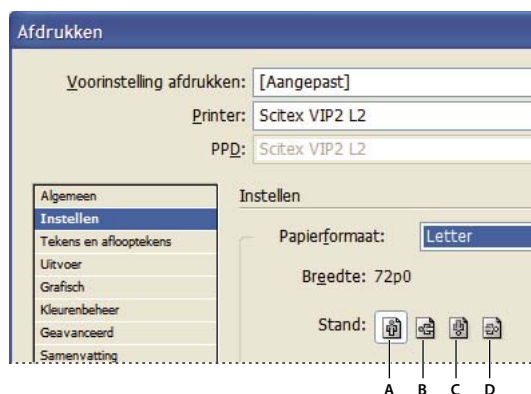 Afdrukken
Voorinstelling afdrukken: [Aangepast]
Printer: Scitex VIP2 L2
PPD: Scitex VIP2 L2
Algemeen
Instellen
Tekens en aflooptekens
Uitvoer
Grafisch
Kleurenbeheer
Geavanceerd
Samenvatting
Instellen
Papierformaat: Letter
Breedte: 72p0
Stand:
A B C D